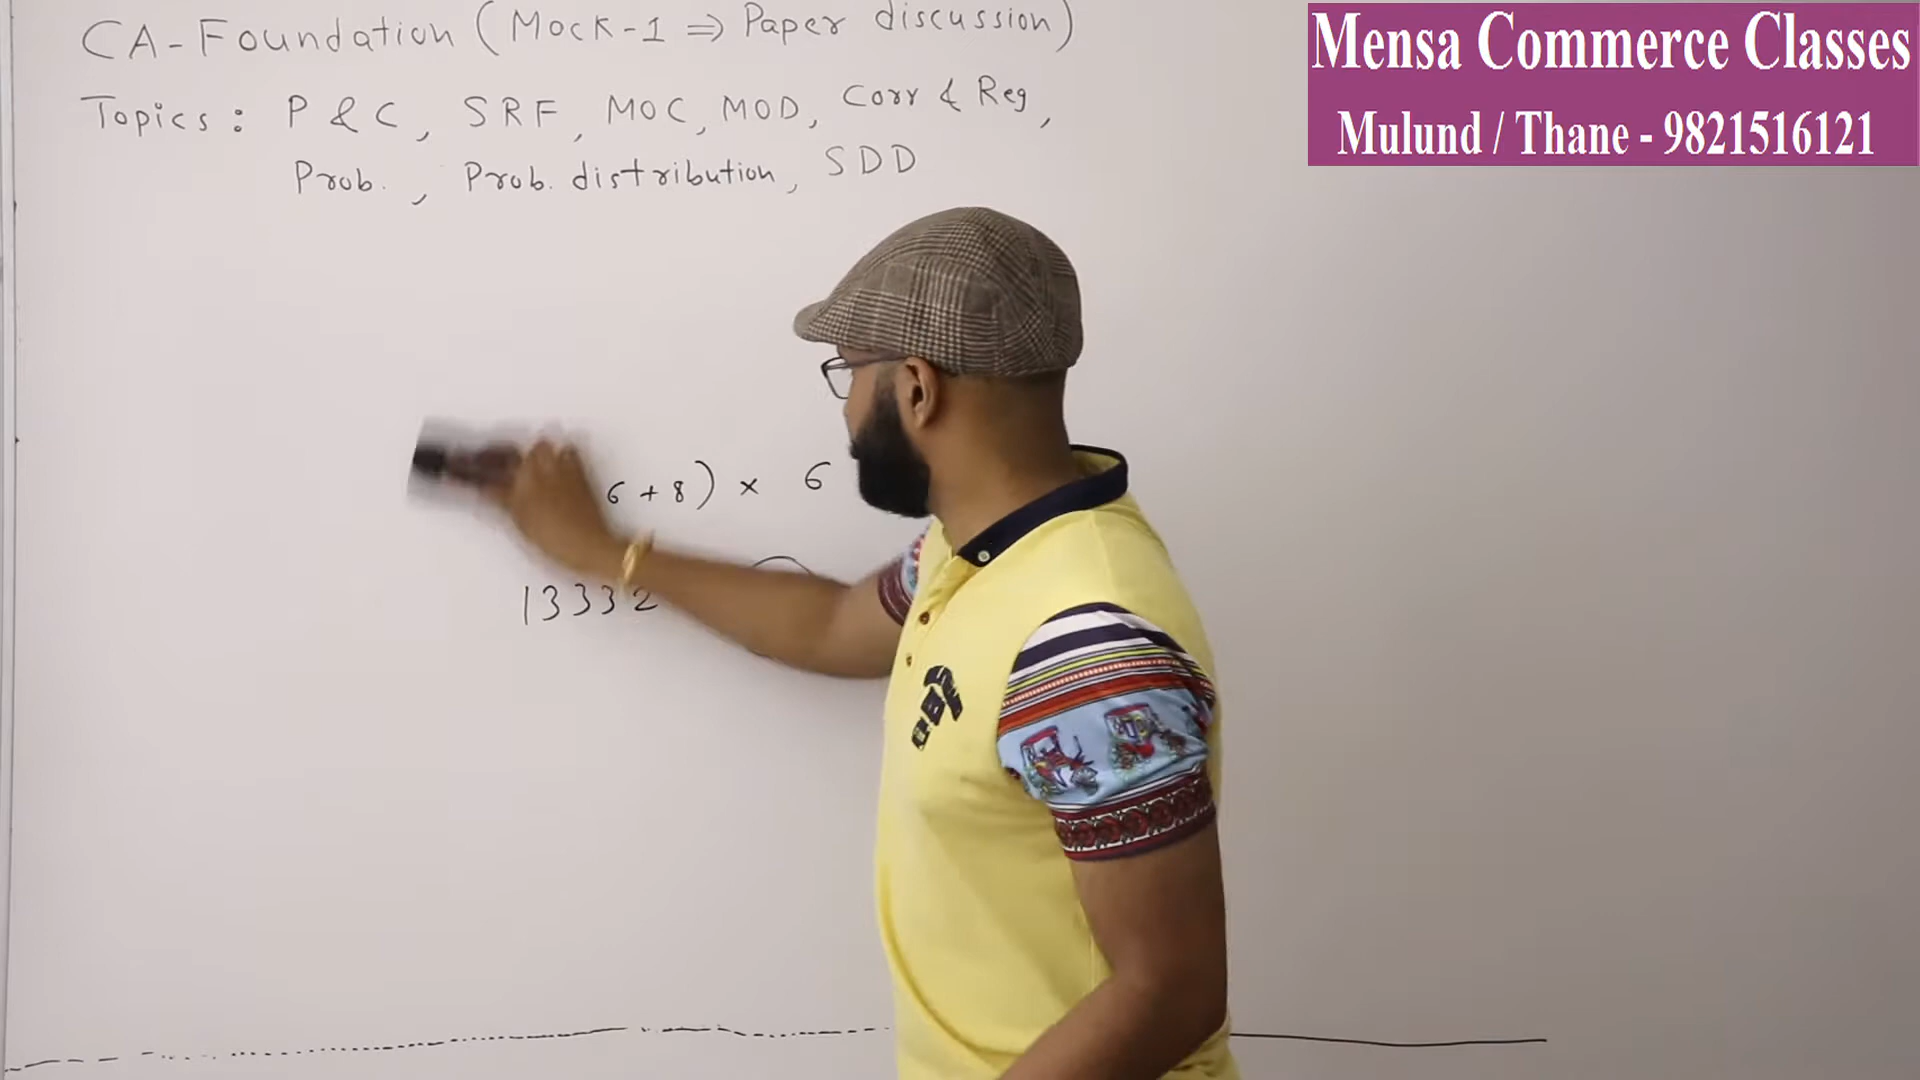 CA-Foundation (Mock-1 ⇒ Paper discussion)
Topics: P & C, SRF, MOC, MOD, Corr & Reg,
Prob., Prob. distribution, SDD
Mensa Commerce Classes
Mulund / Thane - 9821516121
6 + 8) × 6
13332